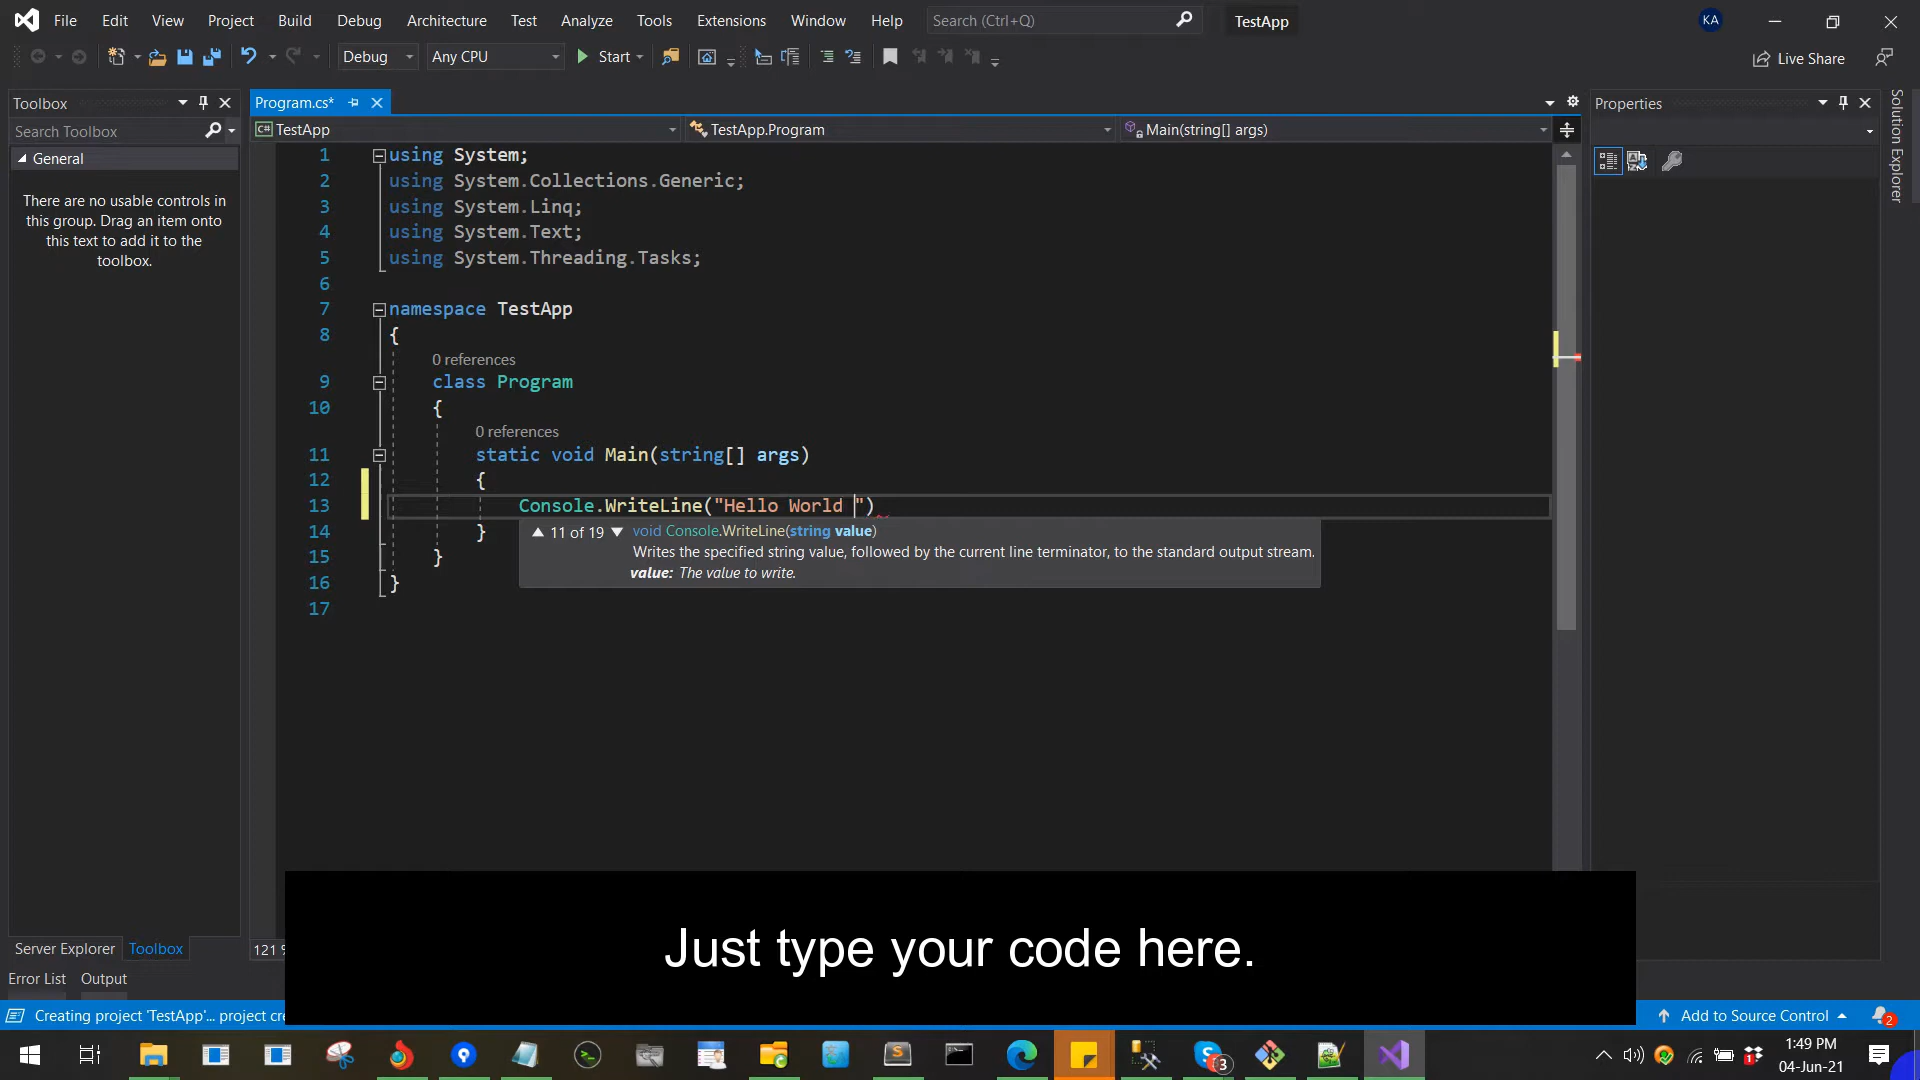 File Edit View Project Build Debug Architecture Test Analyze Tools Extensions Window Help Search (Ctrl+Q) TestApp KA
Debug Any CPU Start Live Share
Toolbox
Search Toolbox
General
There are no usable controls in
this group. Drag an item onto
this text to add it to the
toolbox.
Program.cs*
C# TestApp TestApp.Program Main(string[] args)
1 using System;
2 using System.Collections.Generic;
3 using System.Linq;
4 using System.Text;
5 using System.Threading.Tasks;
6
7 namespace TestApp
8 {
0 references
9 class Program
10 {
0 references
11 static void Main(string[] args)
12 {
13 Console.WriteLine("Hello World ")
14 }
15 }
16 }
17
11 of 19 void Console.WriteLine(string value)
Writes the specified string value, followed by the current line terminator, to the standard output stream.
value: The value to write.
Properties
Solution Explorer
Server Explorer Toolbox
121 %
Error List Output
Just type your code here.
Creating project 'TestApp'... project cre
Add to Source Control 2
3
1
1:49 PM
04-Jun-21